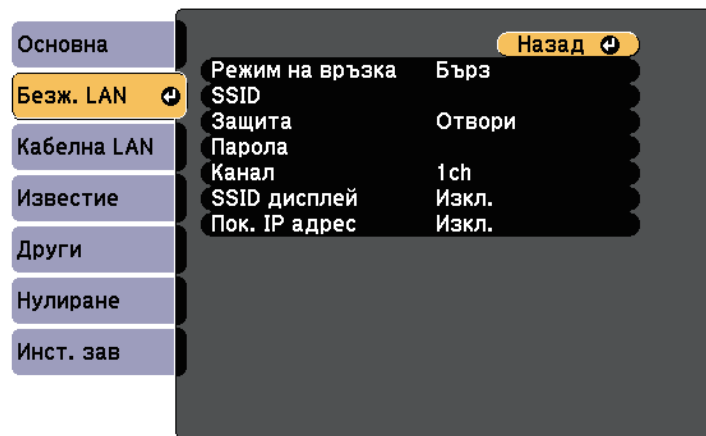 Основна
Безж. LAN
Кабелна LAN
Известие
Други
Нулиране
Инст. зав
Назад
Режим на връзка Бърз
SSID
Защита Отвори
Парола
Канал 1ch
SSID дисплей Изкл.
Пок. IP адрес Изкл.